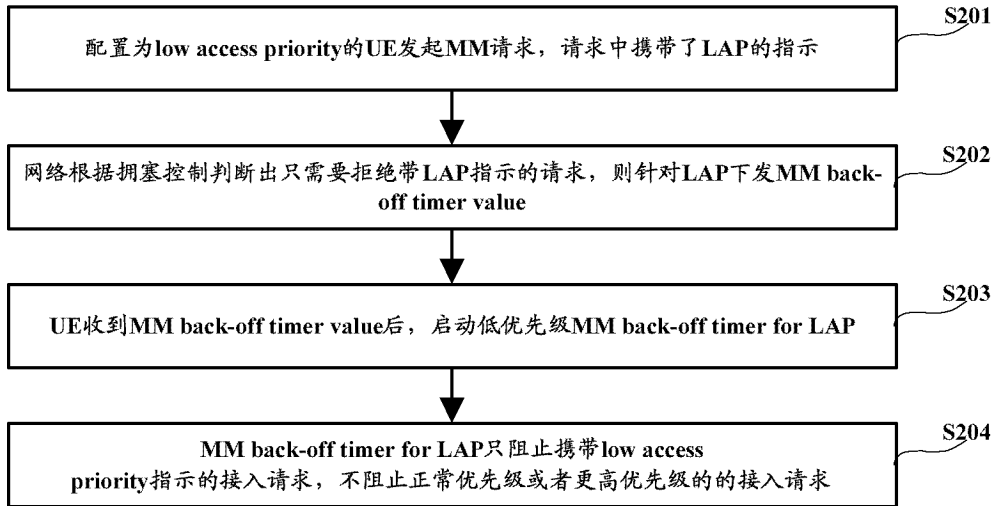 S201
配置为low access priority的UE发起MM请求，请求中携带了LAP的指示
S202
网络根据拥塞控制判断出只需要拒绝带LAP指示的请求，则针对LAP下发MM back-
off timer value
S203
UE收到MM back-off timer value后，启动低优先级MM back-off timer for LAP
S204
MM back-off timer for LAP只阻止携带low access
priority指示的接入请求，不阻止正常优先级或者更高优先级的的接入请求